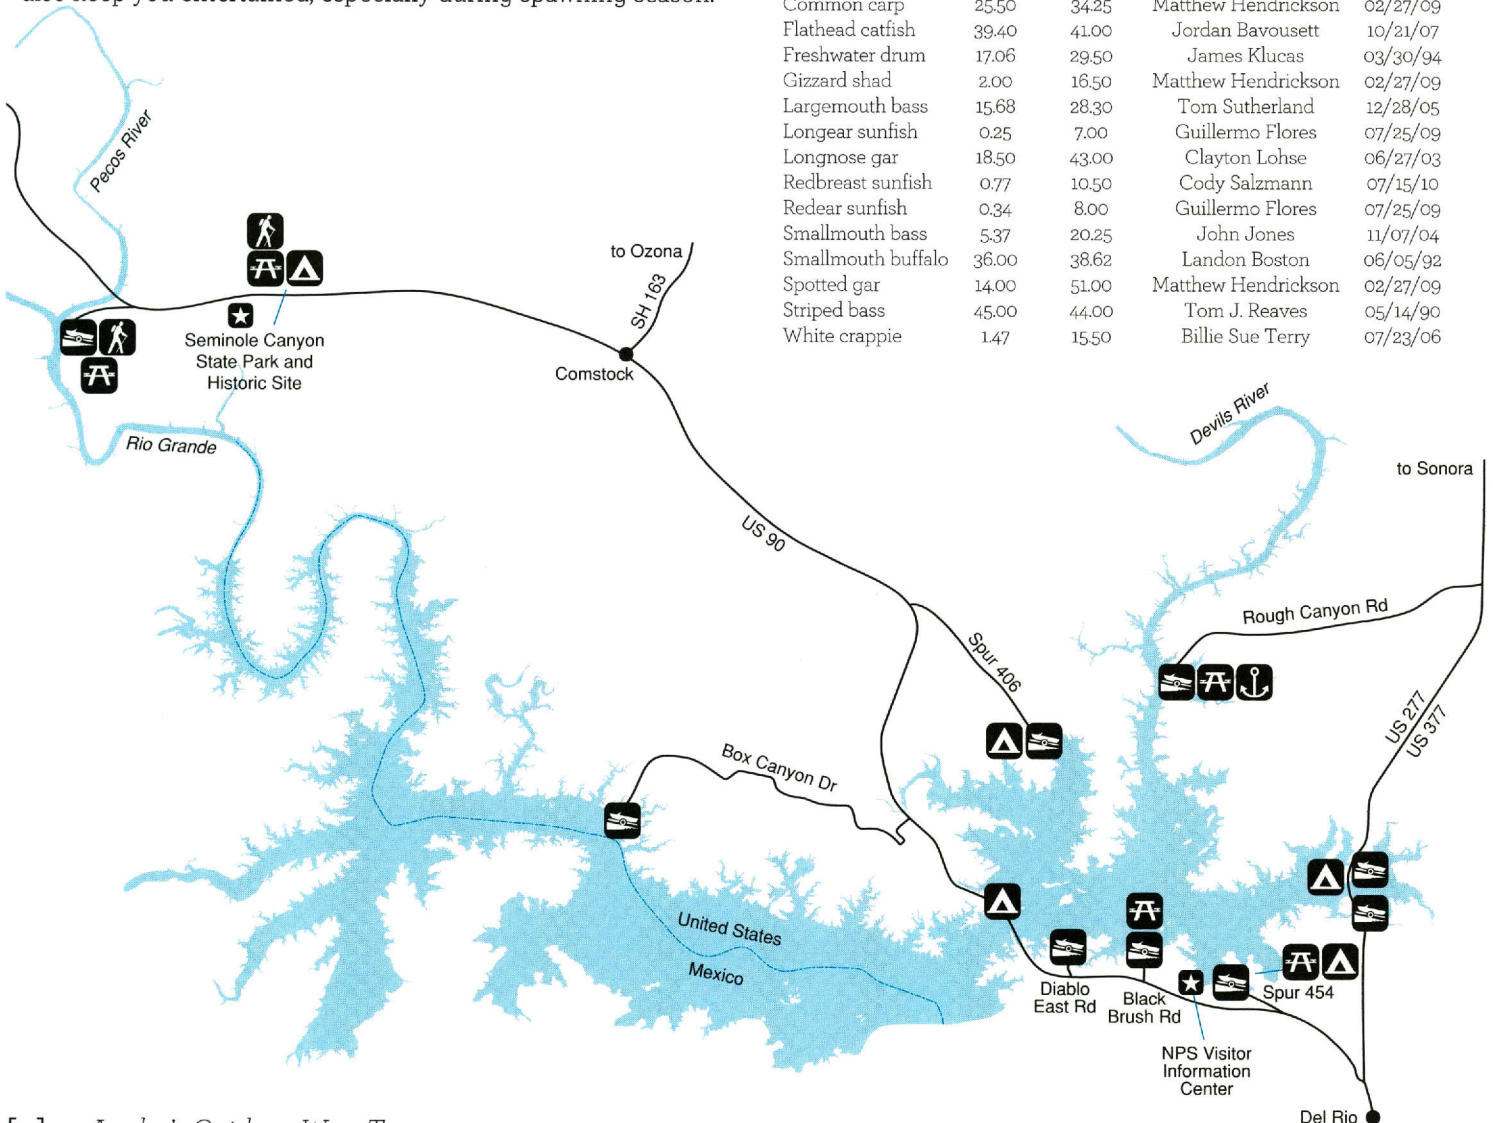 also keep you entertained, especially during spawning season.
Common carp 25.50 34.25 Matthew Hendrickson 02/27/09
Flathead catfish 39.40 41.00 Jordan Bavousett 10/21/07
Freshwater drum 17.06 29.50 James Klucas 03/30/94
Gizzard shad 2.00 16.50 Matthew Hendrickson 02/27/09
Largemouth bass 15.68 28.30 Tom Sutherland 12/28/05
Longear sunfish 0.25 7.00 Guillermo Flores 07/25/09
Longnose gar 18.50 43.00 Clayton Lohse 06/27/03
Redbreast sunfish 0.77 10.50 Cody Salzmann 07/15/10
Redear sunfish 0.34 8.00 Guillermo Flores 07/25/09
Smallmouth bass 5.37 20.25 John Jones 11/07/04
Smallmouth buffalo 36.00 38.62 Landon Boston 06/05/92
Spotted gar 14.00 51.00 Matthew Hendrickson 02/27/09
Striped bass 45.00 44.00 Tom J. Reaves 05/14/90
White crappie 1.47 15.50 Billie Sue Terry 07/23/06
Pecos River
to Ozona
SH 163
Seminole Canyon
State Park and
Historic Site
Comstock
Rio Grande
Devils River
to Sonora
US 90
Rough Canyon Rd
Spur 406
US 277
US 377
Box Canyon Dr
United States
Mexico
Diablo
East Rd
Black
Brush Rd
Spur 454
NPS Visitor
Information
Center
Del Rio